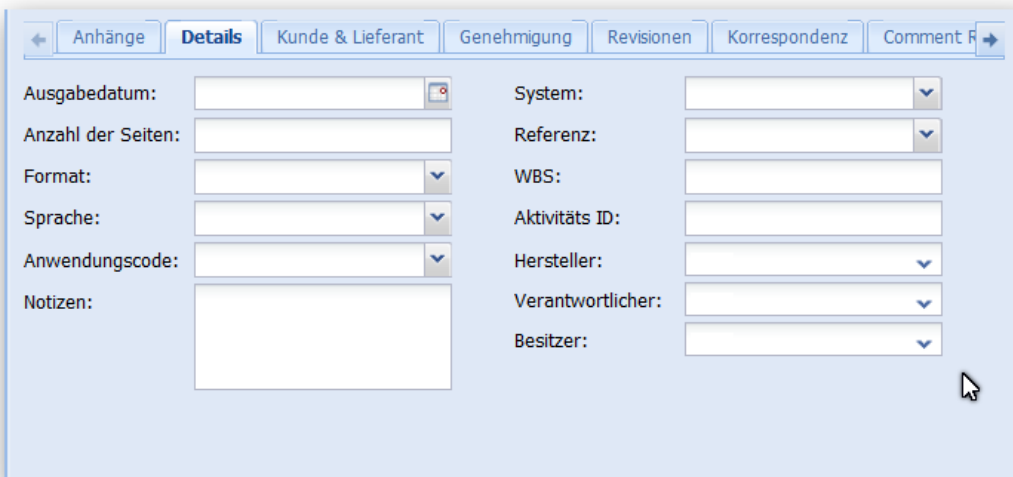 Anhänge Details Kunde & Lieferant Genehmigung Revisionen Korrespondenz Comment
Ausgabedatum:
Anzahl der Seiten:
Format:
Sprache:
Anwendungscode:
Notizen:
System:
Referenz:
WBS:
Aktivitäts ID:
Hersteller:
Verantwortlicher:
Besitzer: